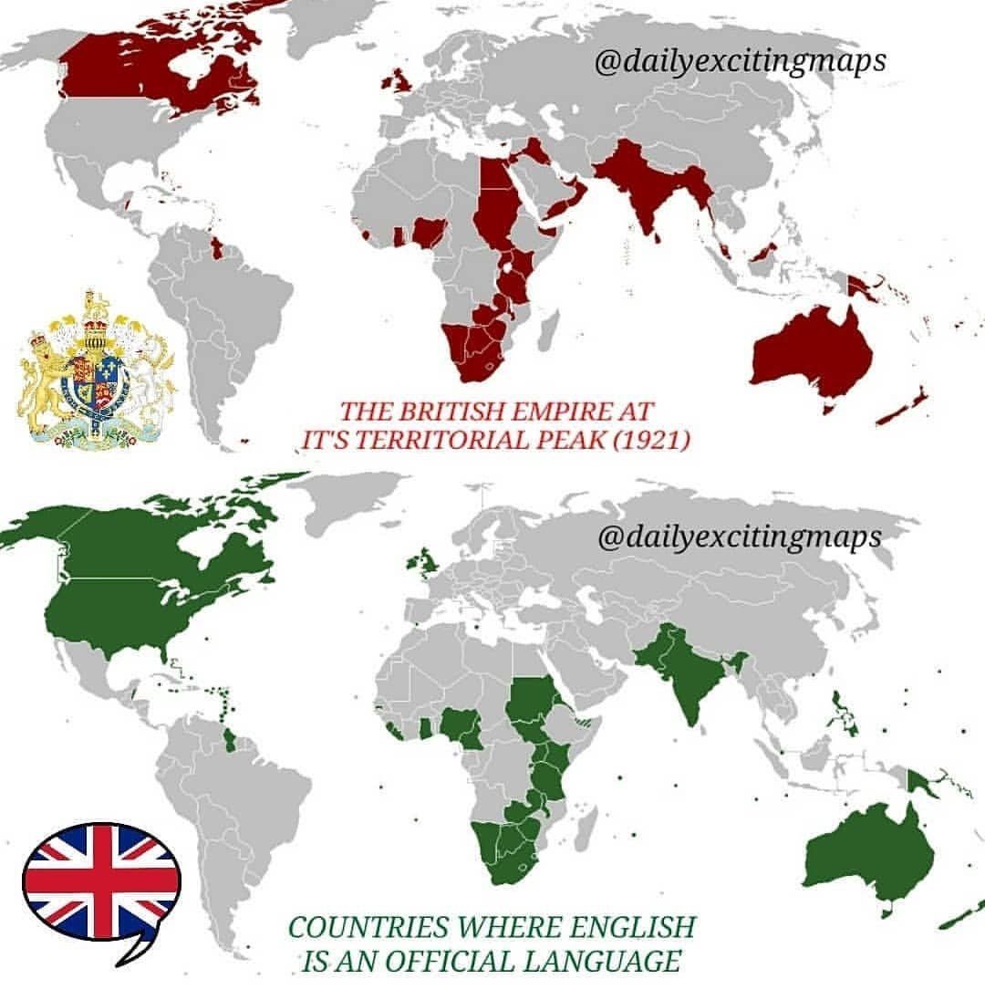 @dailyexcitingmaps
THE BRITISH EMPIRE AT
IT'S TERRITORIAL PEAK (1921)
@dailyexcitingmaps
COUNTRIES WHERE ENGLISH
IS AN OFFICIAL LANGUAGE